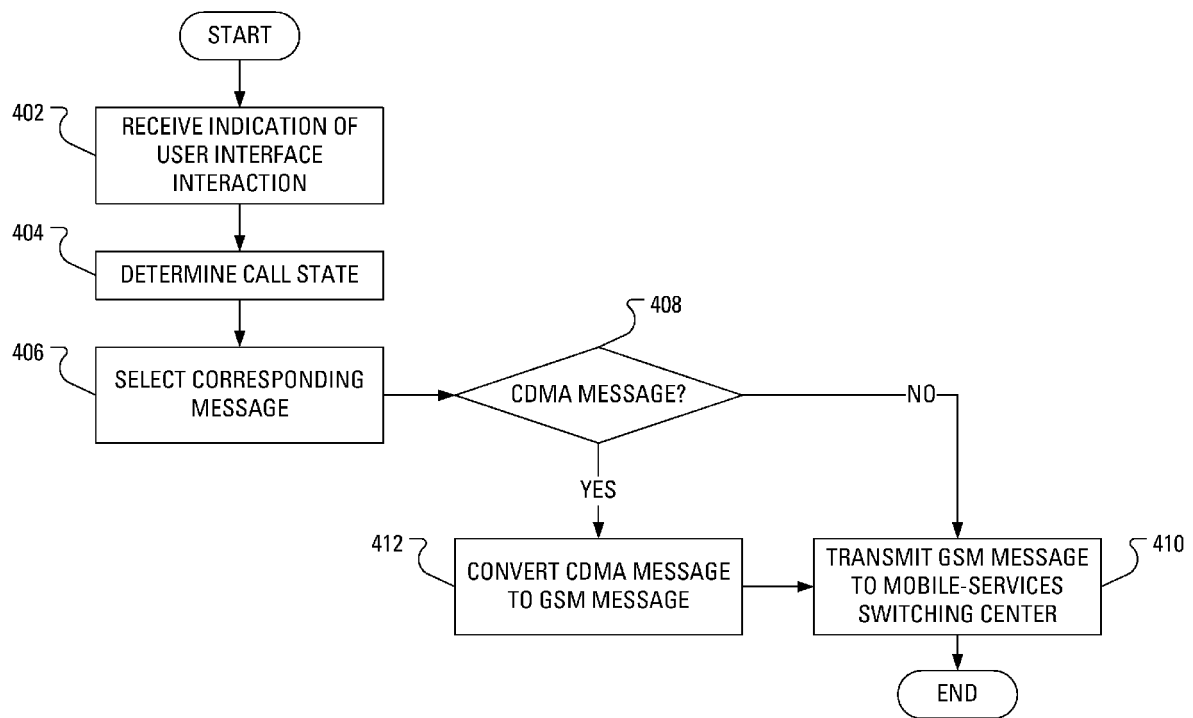 START
402
RECEIVE INDICATION OF
USER INTERFACE
INTERACTION
404
DETERMINE CALL STATE
406
SELECT CORRESPONDING
MESSAGE
408
CDMA MESSAGE?
NO
YES
412
CONVERT CDMA MESSAGE
TO GSM MESSAGE
410
TRANSMIT GSM MESSAGE
TO MOBILE-SERVICES
SWITCHING CENTER
END